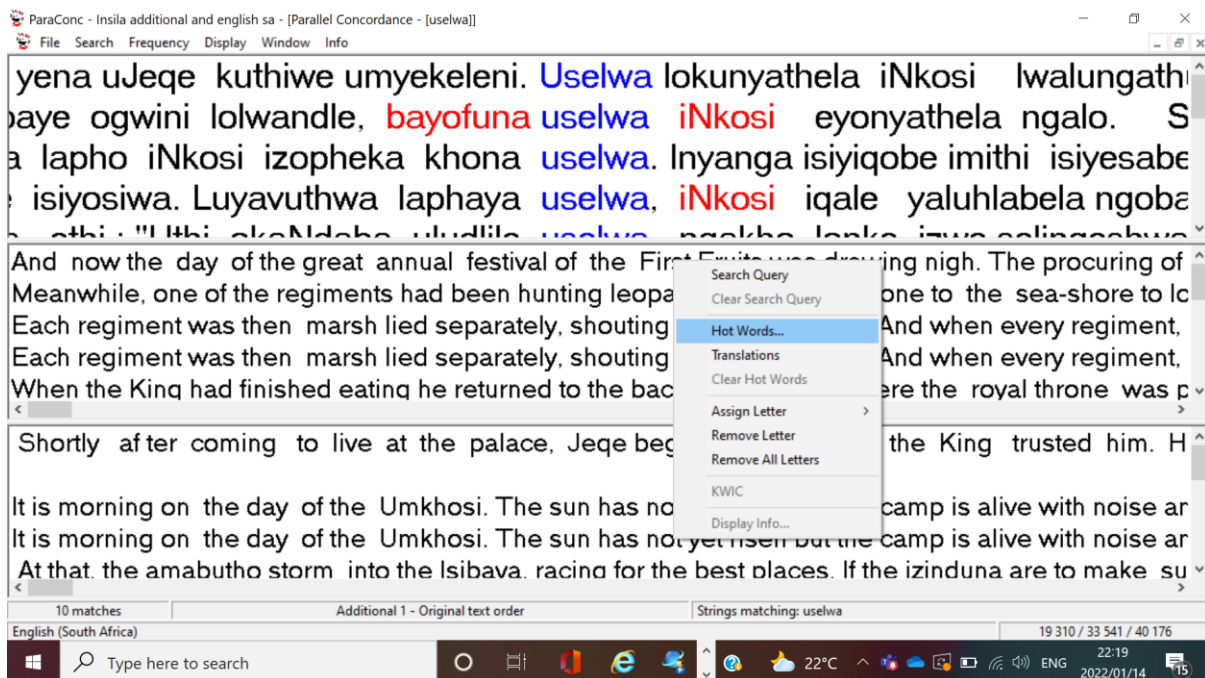 ParaConc - Insila additional and english sa - [Parallel Concordance - [uselwa]]
File Search Frequency Display Window Info
yena uJeqe kuthiwe umyekeleni. Uselwa lokunyathela iNkosi lwalungath
baye ogwini lolwandle, bayofuna uselwa iNkosi eyonyathela ngalo. S
a lapho iNkosi izopheka khona uselwa. Inyanga isiyiqobe imithi isiyesabe
isiyosiwa. Luyavuthwa laphaya uselwa, iNkosi iqale yaluhlabela ngoba
uselwa
And now the day of the great annual festival of the First Fruits was drawing nigh. The procuring of
Meanwhile, one of the regiments had been hunting leopa one to the sea-shore to lo
Each regiment was then marsh lied separately, shouting And when every regiment,
Each regiment was then marsh lied separately, shouting And when every regiment,
When the King had finished eating he returned to the bac ere the royal throne was p
Search Query
Clear Search Query
Hot Words...
Translations
Clear Hot Words
Assign Letter
Remove Letter
Remove All Letters
KWIC
Display Info...
Shortly af ter coming to live at the palace, Jeqe beg the King trusted him. H
It is morning on the day of the Umkhosi. The sun has no camp is alive with noise ar
It is morning on the day of the Umkhosi. The sun has not yet risen but the camp is alive with noise ar
At that, the amabutho storm into the Isibaya, racing for the best places. If the izinduna are to make su
10 matches Additional 1 - Original text order Strings matching: uselwa
English (South Africa) 19 310 / 33 541 / 40 176
Type here to search 22°C ENG 22:19
2022/01/14 15